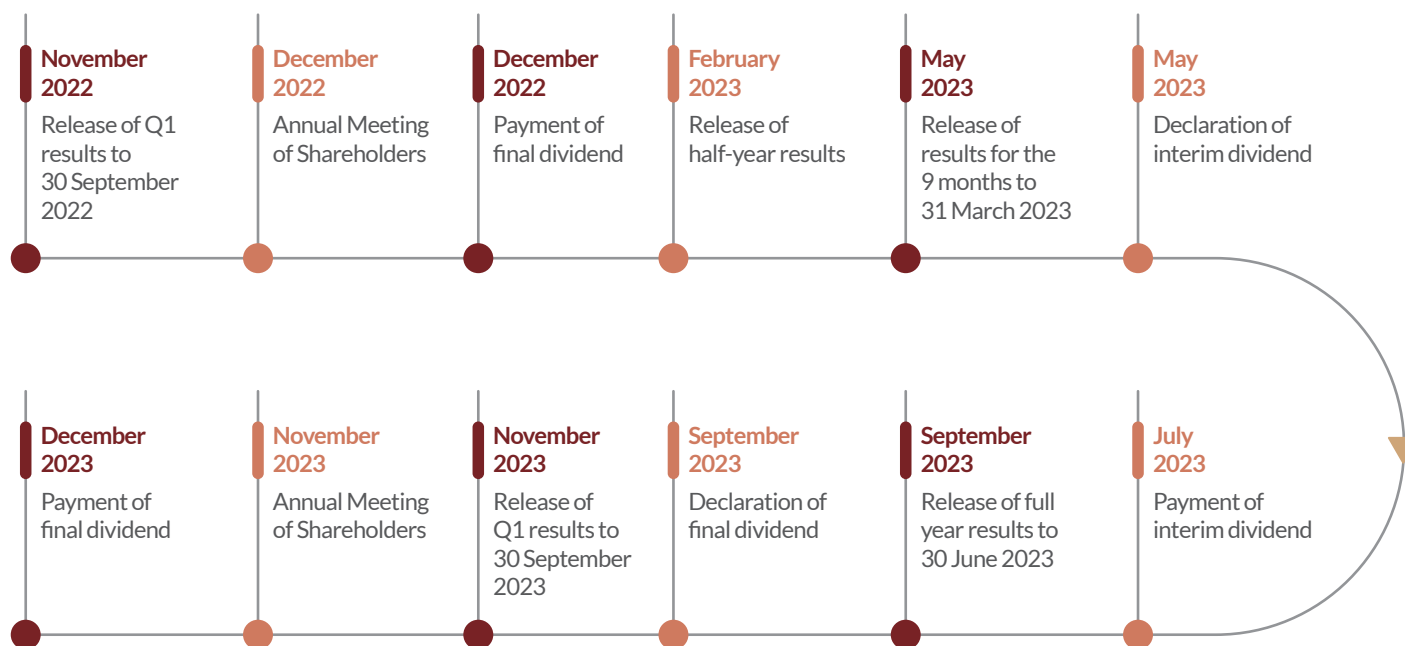 November
2022
Release of Q1
results to
30 September
2022
December
2022
Annual Meeting
of Shareholders
December
2022
Payment of
final dividend
February
2023
Release of
half-year results
May
2023
Release of
results for the
9 months to
31 March 2023
May
2023
Declaration of
interim dividend
December
2023
Payment of
final dividend
November
2023
Annual Meeting
of Shareholders
November
2023
Release of
Q1 results to
30 September
2023
September
2023
Declaration of
final dividend
September
2023
Release of full
year results to
30 June 2023
July
2023
Payment of
interim dividend